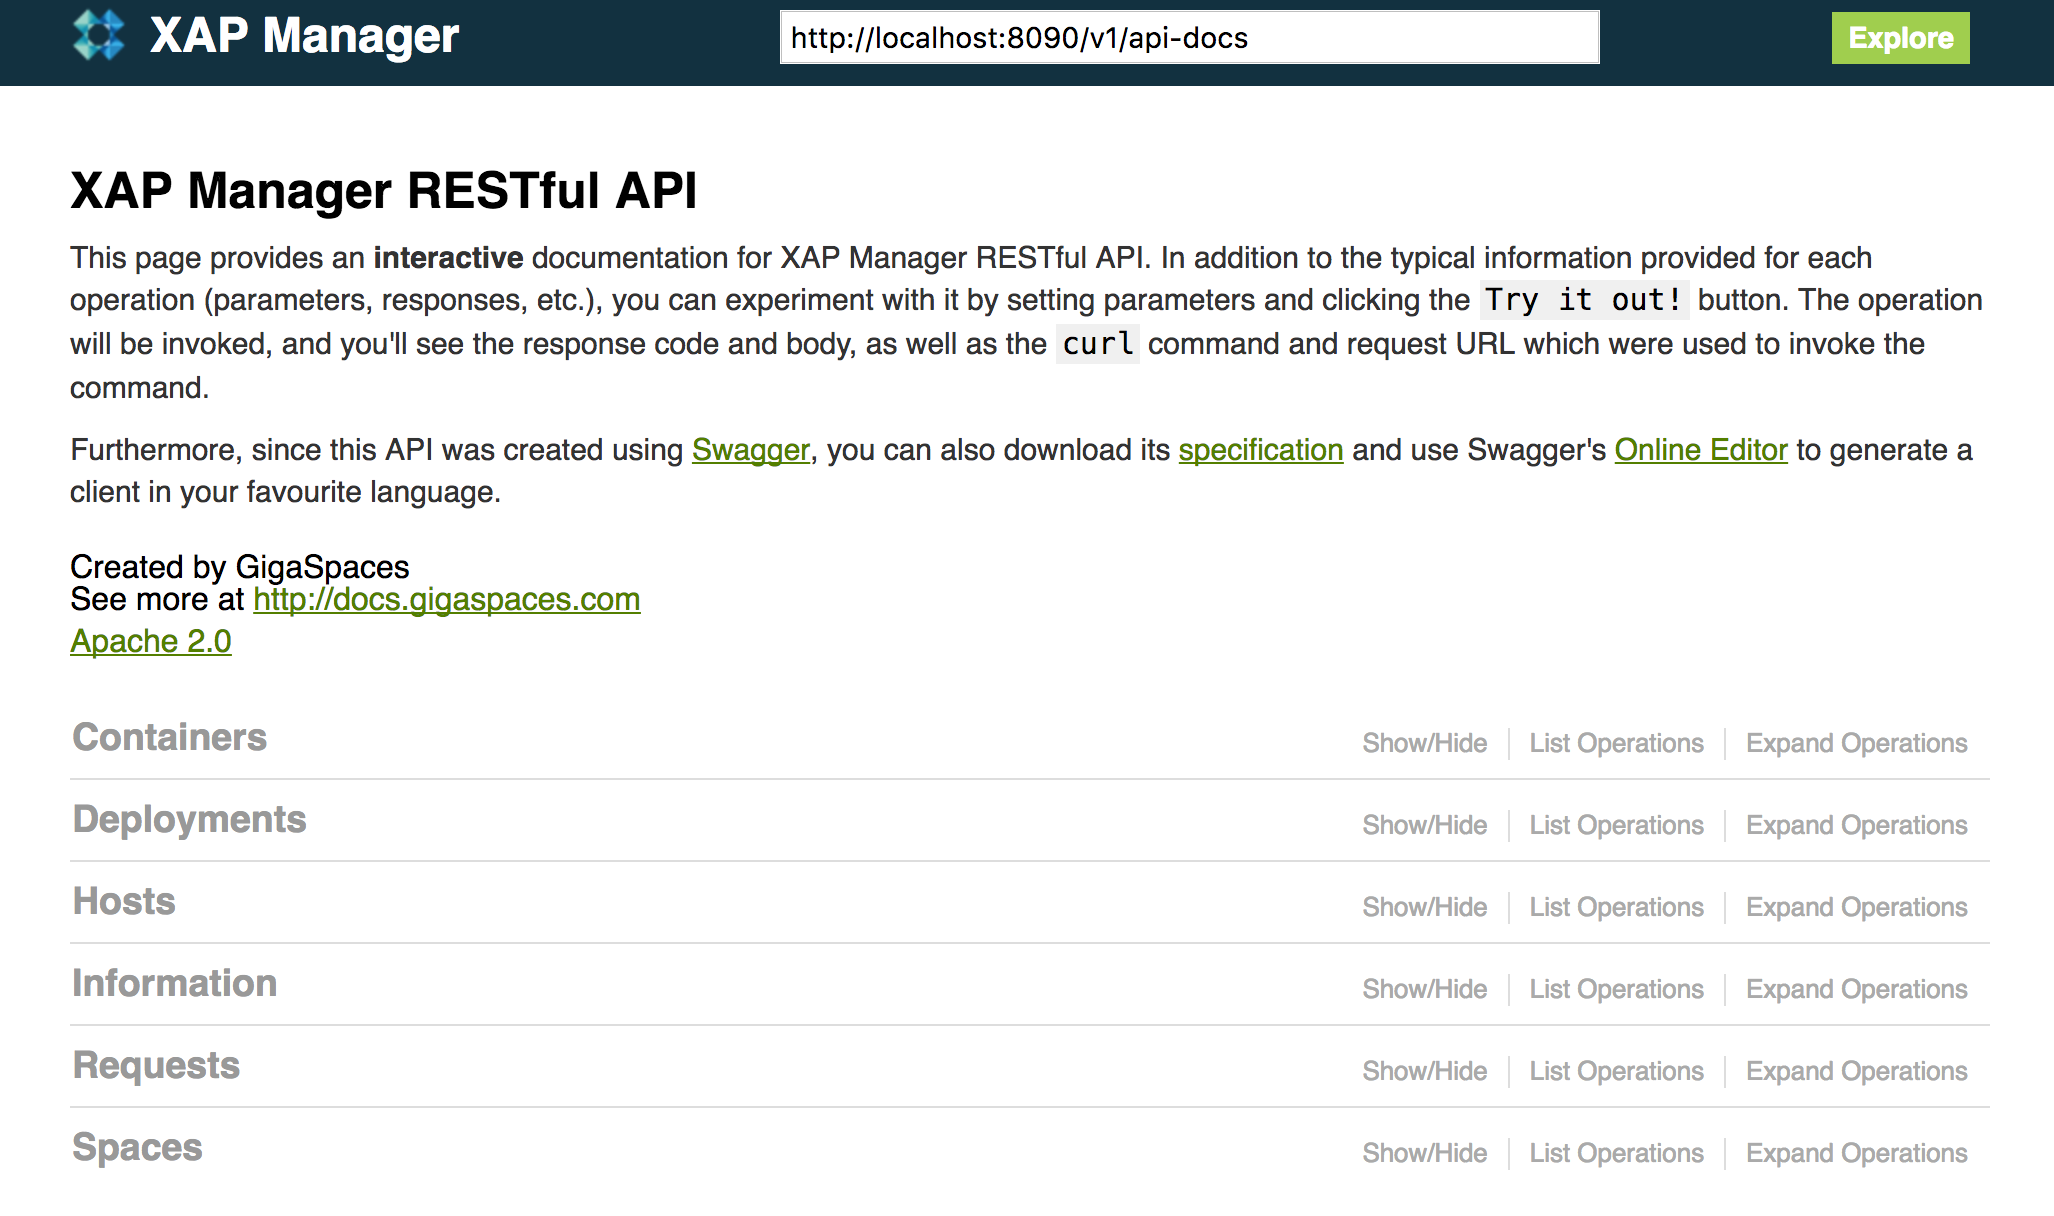 XAP Manager
http://localhost:8090/v1/api-docs
Explore
XAP Manager RESTful API
This page provides an interactive documentation for XAP Manager RESTful API. In addition to the typical information provided for each
operation (parameters, responses, etc.), you can experiment with it by setting parameters and clicking the Try it out! button. The operation
will be invoked, and you'll see the response code and body, as well as the curl command and request URL which were used to invoke the
command.
Furthermore, since this API was created using Swagger, you can also download its specification and use Swagger's Online Editor to generate a
client in your favourite language.
Created by GigaSpaces
See more at http://docs.gigaspaces.com
Apache 2.0
Containers Show/Hide List Operations Expand Operations
Deployments Show/Hide List Operations Expand Operations
Hosts Show/Hide List Operations Expand Operations
Information Show/Hide List Operations Expand Operations
Requests Show/Hide List Operations Expand Operations
Spaces Show/Hide List Operations Expand Operations